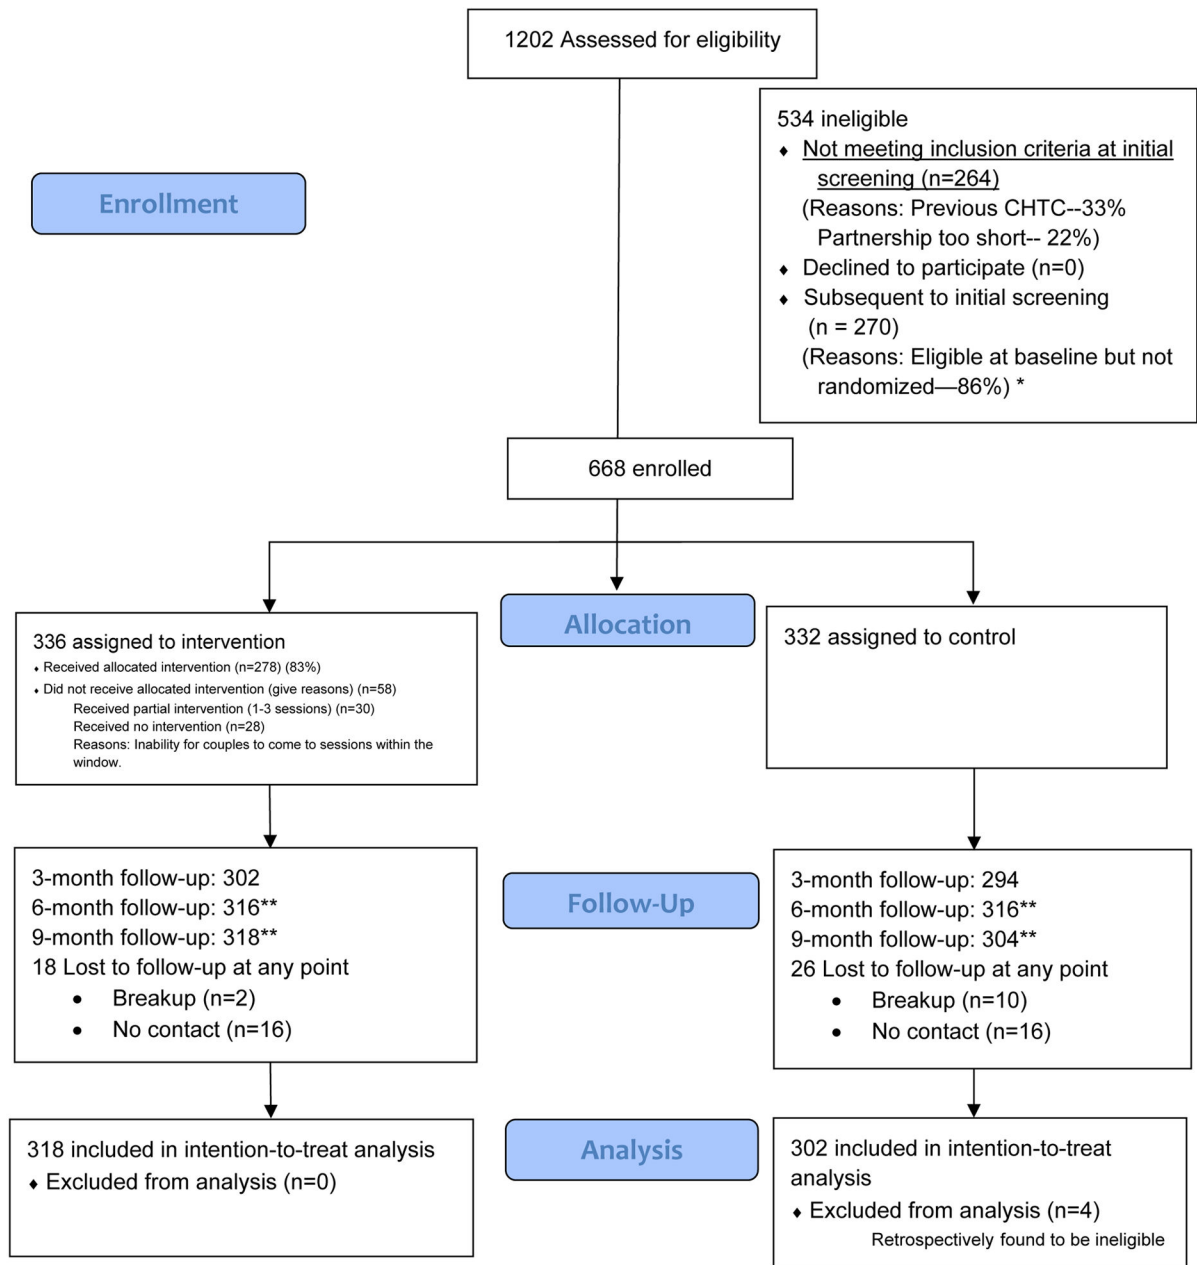 1202 Assessed for eligibility
534 ineligible
♦ Not meeting inclusion criteria at initial
screening (n=264)
(Reasons: Previous CHTC--33%
Partnership too short-- 22%)
♦ Declined to participate (n=0)
♦ Subsequent to initial screening
(n = 270)
(Reasons: Eligible at baseline but not
randomized—86%) *
Enrollment
668 enrolled
Allocation
336 assigned to intervention
♦ Received allocated intervention (n=278) (83%)
♦ Did not receive allocated intervention (give reasons) (n=58)
Received partial intervention (1-3 sessions) (n=30)
Received no intervention (n=28)
Reasons: Inability for couples to come to sessions within the
window.
332 assigned to control
Follow-Up
3-month follow-up: 302
6-month follow-up: 316**
9-month follow-up: 318**
18 Lost to follow-up at any point
• Breakup (n=2)
• No contact (n=16)
3-month follow-up: 294
6-month follow-up: 316**
9-month follow-up: 304**
26 Lost to follow-up at any point
• Breakup (n=10)
• No contact (n=16)
Analysis
318 included in intention-to-treat analysis
♦ Excluded from analysis (n=0)
302 included in intention-to-treat
analysis
♦ Excluded from analysis (n=4)
Retrospectively found to be ineligible